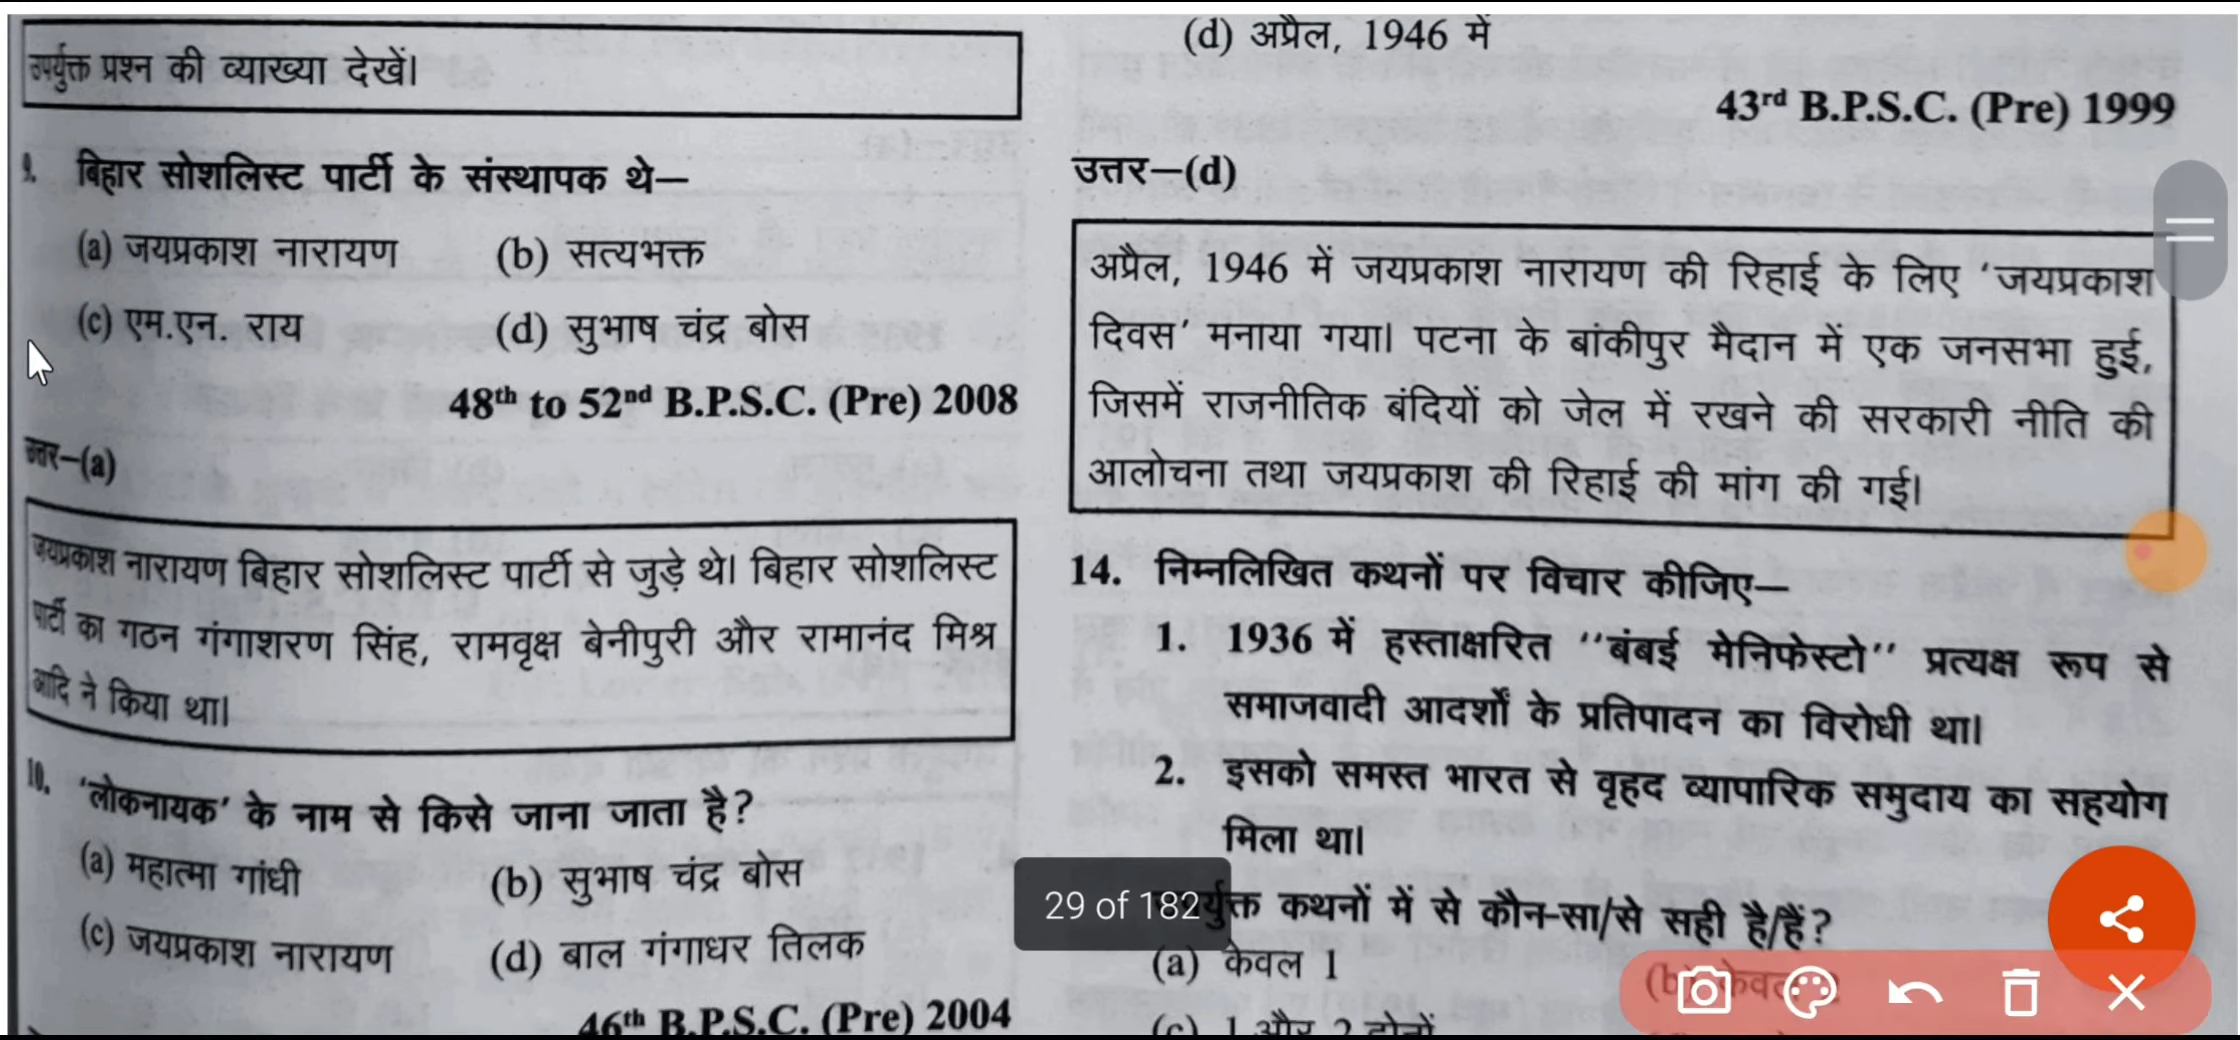 उपर्युक्त प्रश्न की व्याख्या देखें।
9. बिहार सोशलिस्ट पार्टी के संस्थापक थे—
(a) जयप्रकाश नारायण (b) सत्यभक्त
(c) एम.एन. राय (d) सुभाष चंद्र बोस
48th to 52nd B.P.S.C. (Pre) 2008
उत्तर—(a)
जयप्रकाश नारायण बिहार सोशलिस्ट पार्टी से जुड़े थे। बिहार सोशलिस्ट
पार्टी का गठन गंगाशरण सिंह, रामवृक्ष बेनीपुरी और रामानंद मिश्र
आदि ने किया था।
10. ‘लोकनायक’ के नाम से किसे जाना जाता है?
(a) महात्मा गांधी (b) सुभाष चंद्र बोस
(c) जयप्रकाश नारायण (d) बाल गंगाधर तिलक
46th B.P.S.C. (Pre) 2004
(d) अप्रैल, 1946 में
43rd B.P.S.C. (Pre) 1999
उत्तर—(d)
अप्रैल, 1946 में जयप्रकाश नारायण की रिहाई के लिए ‘जयप्रकाश
दिवस’ मनाया गया। पटना के बांकीपुर मैदान में एक जनसभा हुई,
जिसमें राजनीतिक बंदियों को जेल में रखने की सरकारी नीति की
आलोचना तथा जयप्रकाश की रिहाई की मांग की गई।
14. निम्नलिखित कथनों पर विचार कीजिए—
1. 1936 में हस्ताक्षरित ‘‘बंबई मेनिफेस्टो’’ प्रत्यक्ष रूप से
समाजवादी आदर्शों के प्रतिपादन का विरोधी था।
2. इसको समस्त भारत से वृहद व्यापारिक समुदाय का सहयोग
मिला था।
कथनों में से कौन-सा/से सही है/हैं?
29 of 182
(a) केवल 1
(c) 1 और 2 दोनों